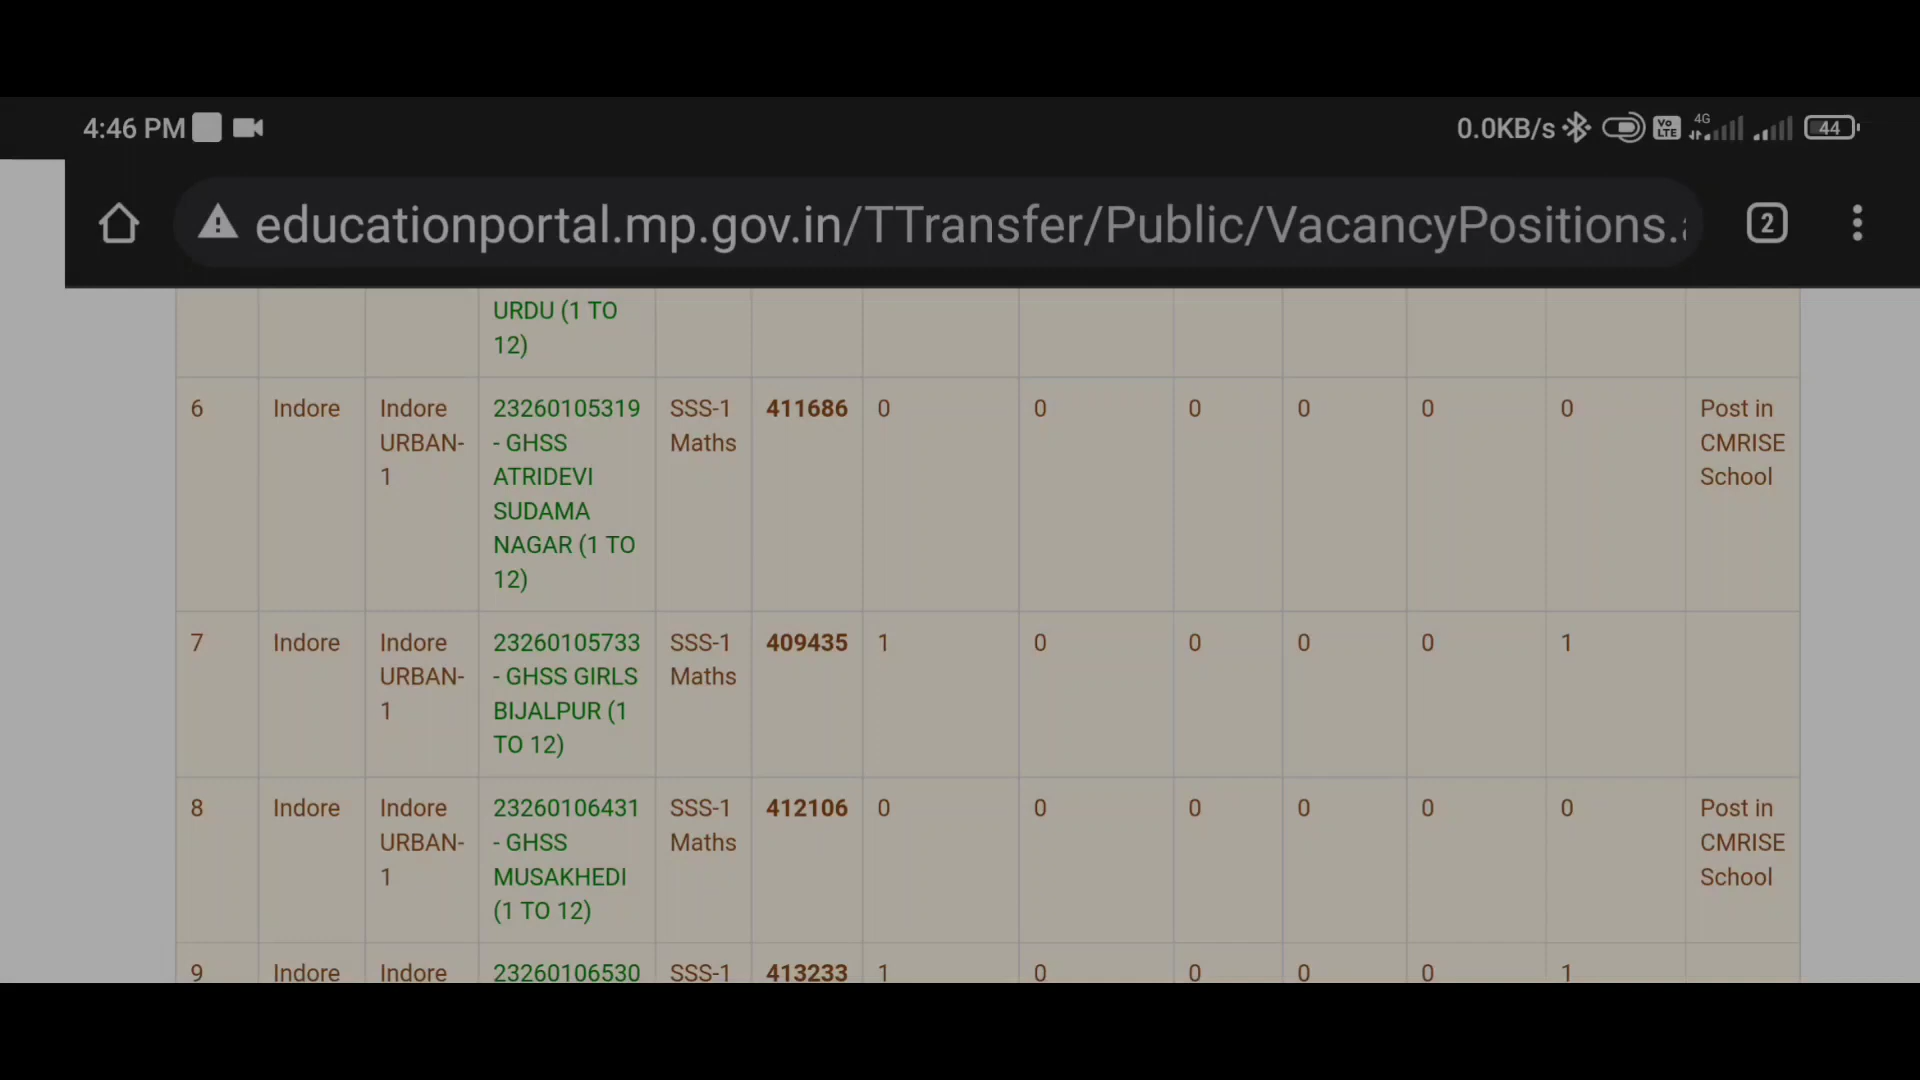 4:46 PM 0.0KB/s Vo LTE 4G 44
educationportal.mp.gov.in/TTransfer/Public/VacancyPositions.
2
URDU (1 TO
12)
6 Indore Indore 23260105319 SSS-1 411686 0 0 0 0 0 0 Post in
URBAN- - GHSS Maths CMRISE
1 ATRIDEVI School
SUDAMA
NAGAR (1 TO
12)
7 Indore Indore 23260105733 SSS-1 409435 1 0 0 0 0 1
URBAN- - GHSS GIRLS Maths
1 BIJALPUR (1
TO 12)
8 Indore Indore 23260106431 SSS-1 412106 0 0 0 0 0 0 Post in
URBAN- - GHSS Maths CMRISE
1 MUSAKHEDI School
(1 TO 12)
9 Indore Indore 23260106530 SSS-1 413233 1 0 0 0 0 1